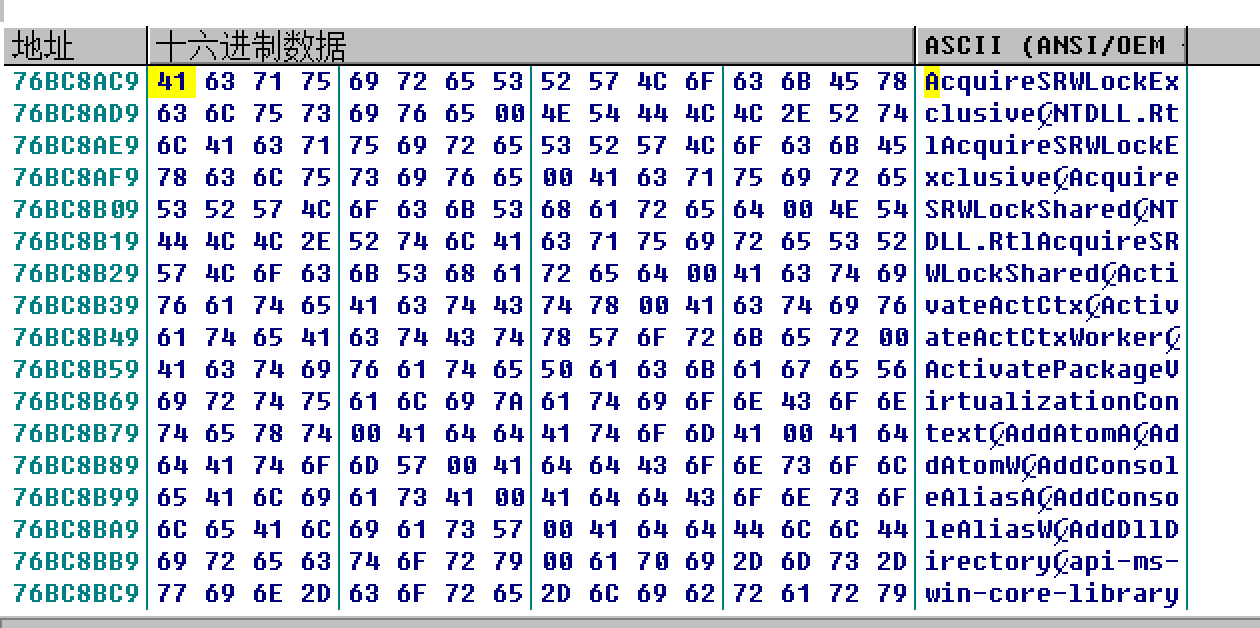 地址 十六进制数据 ASCII (ANSI/OEM -
76BC8AC9 41 63 71 75 69 72 65 53 52 57 4C 6F 63 6B 45 78 AcquireSRWLockEx
76BC8AD9 63 6C 75 73 69 76 65 00 4E 54 44 4C 4C 2E 52 74 clusive␀NTDLL.Rt
76BC8AE9 6C 41 63 71 75 69 72 65 53 52 57 4C 6F 63 6B 45 lAcquireSRWLockE
76BC8AF9 78 63 6C 75 73 69 76 65 00 41 63 71 75 69 72 65 xclusive␀Acquire
76BC8B09 53 52 57 4C 6F 63 6B 53 68 61 72 65 64 00 4E 54 SRWLockShared␀NT
76BC8B19 44 4C 4C 2E 52 74 6C 41 63 71 75 69 72 65 53 52 DLL.RtlAcquireSR
76BC8B29 57 4C 6F 63 6B 53 68 61 72 65 64 00 41 63 74 69 WLockShared␀Acti
76BC8B39 76 61 74 65 41 63 74 43 74 78 00 41 63 74 69 76 vateActCtx␀Activ
76BC8B49 61 74 65 41 63 74 43 74 78 57 6F 72 6B 65 72 00 ateActCtxWorker␀
76BC8B59 41 63 74 69 76 61 74 65 50 61 63 6B 61 67 65 56 ActivatePackageV
76BC8B69 69 72 74 75 61 6C 69 7A 61 74 69 6F 6E 43 6F 6E irtualizationCon
76BC8B79 74 65 78 74 00 41 64 64 41 74 6F 6D 41 00 41 64 text␀AddAtomA␀Ad
76BC8B89 64 41 74 6F 6D 57 00 41 64 64 43 6F 6E 73 6F 6C dAtomW␀AddConsol
76BC8B99 65 41 6C 69 61 73 41 00 41 64 64 43 6F 6E 73 6F eAliasA␀AddConso
76BC8BA9 6C 65 41 6C 69 61 73 57 00 41 64 64 44 6C 6C 44 leAliasW␀AddDllD
76BC8BB9 69 72 65 63 74 6F 72 79 00 61 70 69 2D 6D 73 2D irectory␀api-ms-
76BC8BC9 77 69 6E 2D 63 6F 72 65 2D 6C 69 62 72 61 72 79 win-core-library